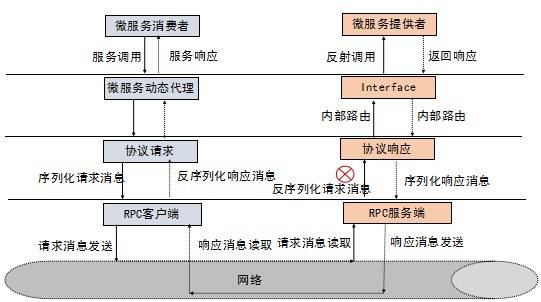 微服务消费者 微服务提供者
服务调用 服务响应 反射调用 返回响应
微服务动态代理 Interface
内部路由 内部路由
协议请求 协议响应
序列化请求消息 反序列化响应消息 反序列化请求消息 序列化响应消息
RPC客户端 RPC服务端
请求消息发送 响应消息读取 请求消息读取 响应消息发送
网络